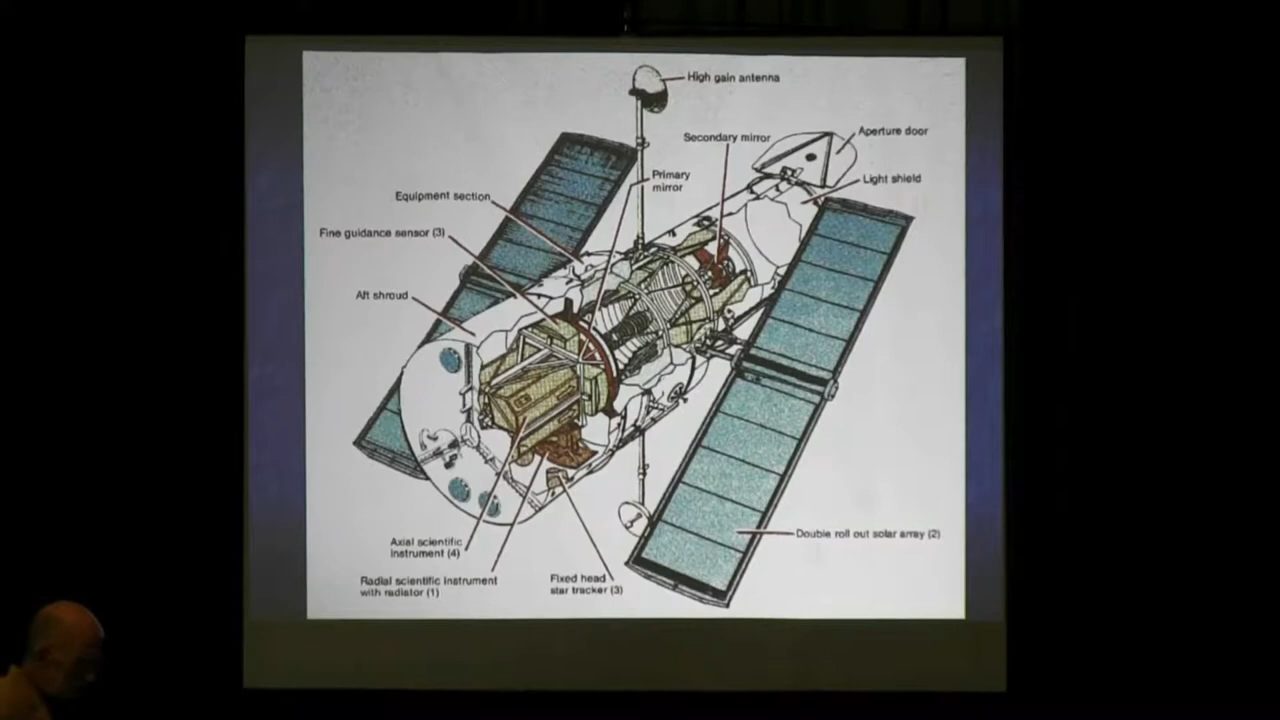 High gain antenna
Secondary mirror
Aperture door
Primary
mirror
Light shield
Equipment section
Fine guidance sensor (3)
Aft shroud
Double roll out solar array (2)
Axial scientific
instrument (4)
Radial scientific instrument
with radiator (1)
Fixed head
star tracker (3)